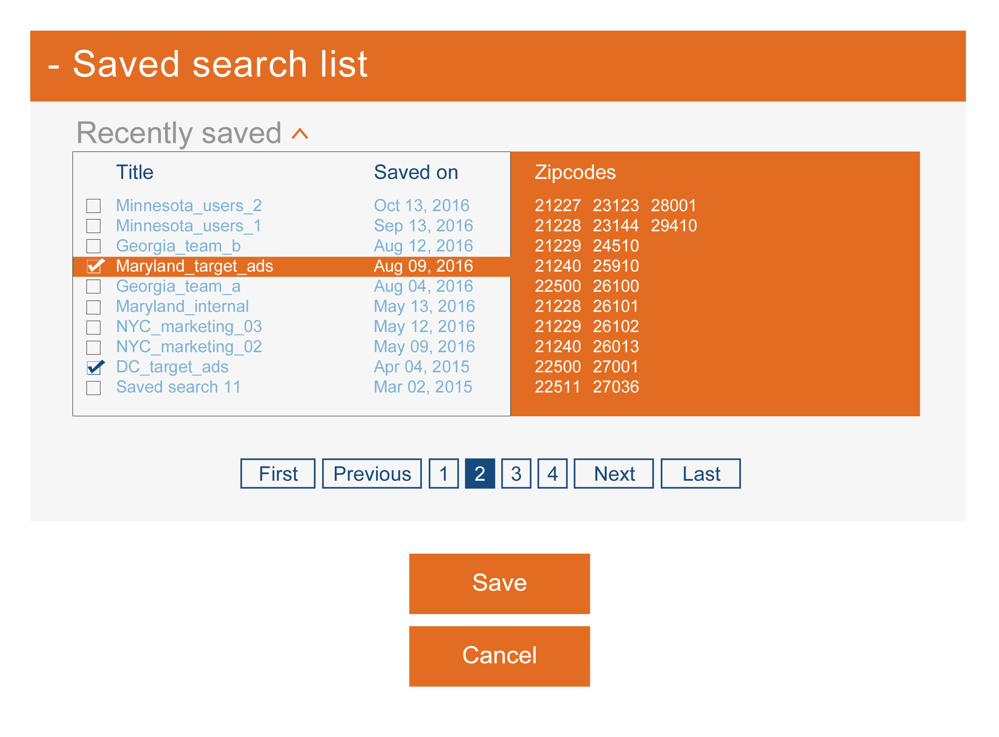 - Saved search list
Recently saved
Title Saved on Zipcodes
Minnesota_users_2 Oct 13, 2016 21227 23123 28001
Minnesota_users_1 Sep 13, 2016 21228 23144 29410
Georgia_team_b Aug 12, 2016 21229 24510
Maryland_target_ads Aug 09, 2016 21240 25910
Georgia_team_a Aug 04, 2016 22500 26100
Maryland_internal May 13, 2016 21228 26101
NYC_marketing_03 May 12, 2016 21229 26102
NYC_marketing_02 May 09, 2016 21240 26013
DC_target_ads Apr 04, 2015 22500 27001
Saved search 11 Mar 02, 2015 22511 27036
First Previous 1 2 3 4 Next Last
Save
Cancel